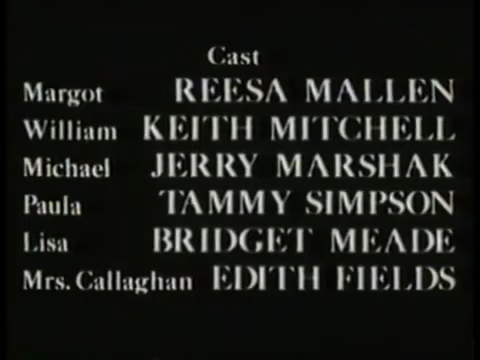 Cast
Margot REESA MALLEN
William KEITH MITCHELL
Michael JERRY MARSHAK
Paula TAMMY SIMPSON
Lisa BRIDGET MEADE
Mrs. Callaghan EDITH FIELDS